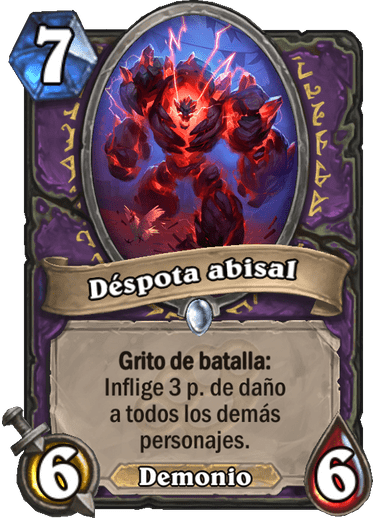 7
Déspota abisal
Grito de batalla:
Inflige 3 p. de daño
a todos los demás
personajes.
6
Demonio
6